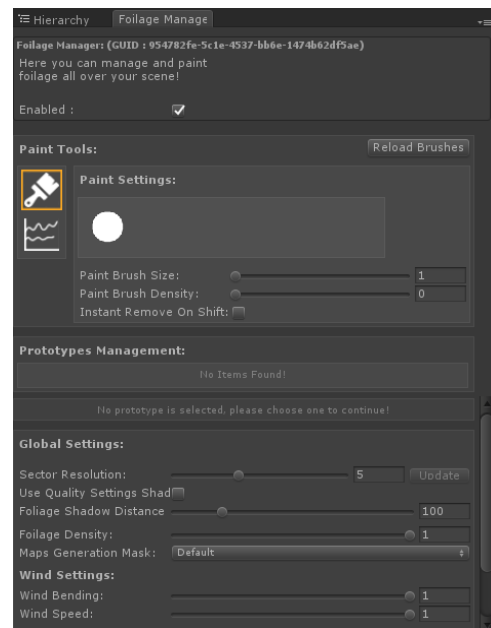 Hierarchy Foilage Manage
Foilage Manager: (GUID : 954782fe-5c1e-4537-bb6e-1474b62df5ae)
Here you can manage and paint
foilage all over your scene!
Enabled :
Paint Tools: Reload Brushes
Paint Settings:
Paint Brush Size: 1
Paint Brush Density: 0
Instant Remove On Shift:
Prototypes Management:
No Items Found!
No prototype is selected, please choose one to continue!
Global Settings:
Sector Resolution: 5 Update
Use Quality Settings Shad
Foliage Shadow Distance 100
Foilage Density: 1
Maps Generation Mask: Default
Wind Settings:
Wind Bending: 1
Wind Speed: 1